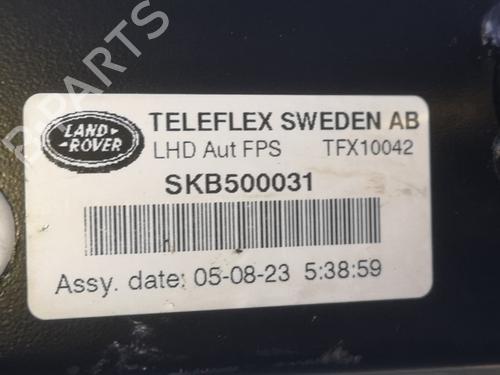 LAND
ROVER
TELEFLEX SWEDEN AB
LHD Aut FPS TFX10042
SKB500031
Assy. date: 05-08-23 5:38:59
B-PARTS